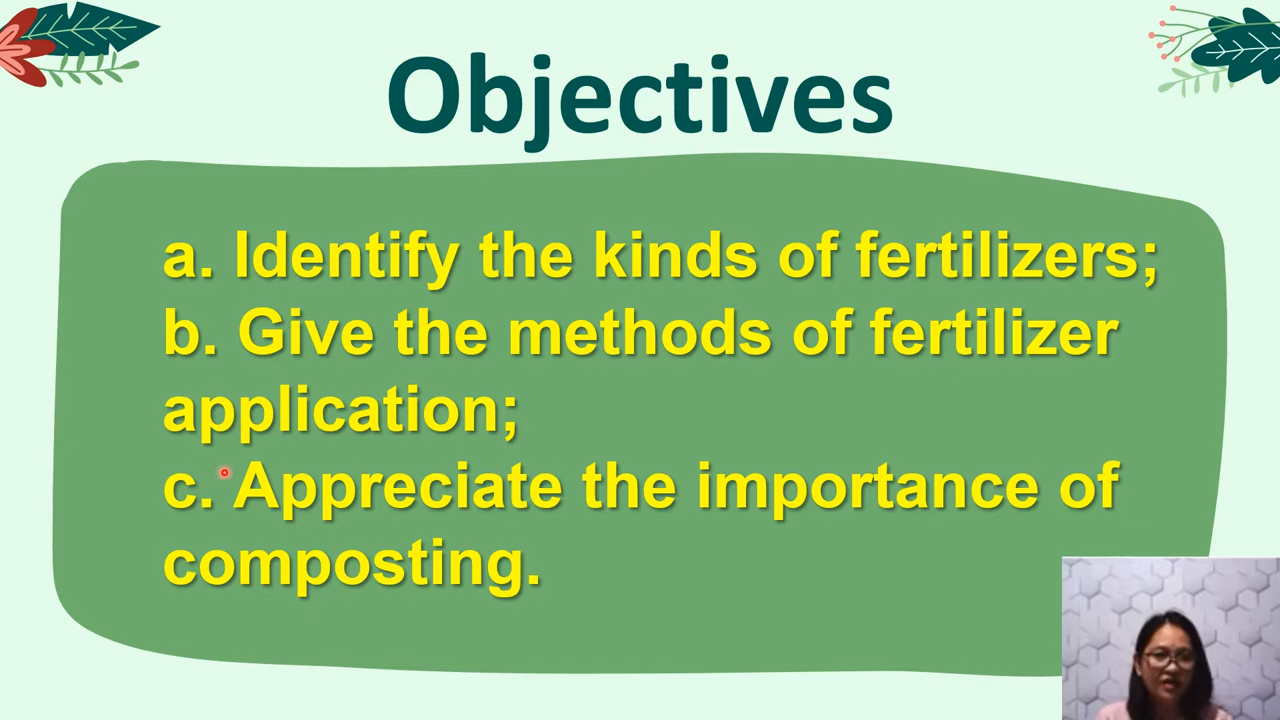 Objectives
a. Identify the kinds of fertilizers;
b. Give the methods of fertilizer
application;
c. Appreciate the importance of
composting.